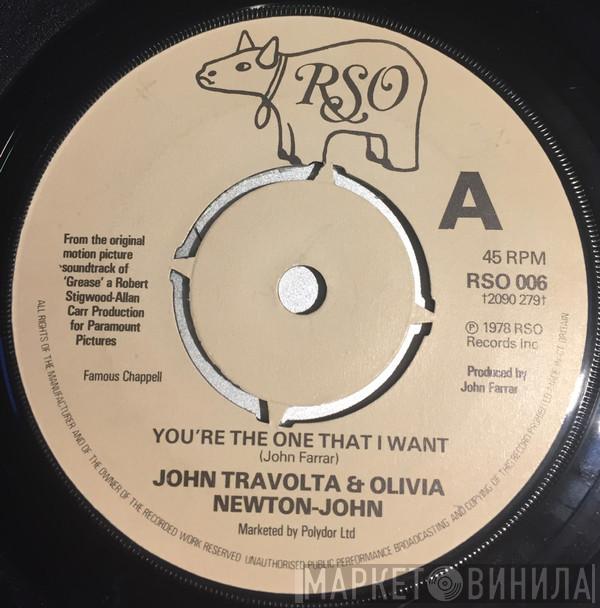 RSO
A
From the original
motion picture
soundtrack of
'Grease' a Robert
Stigwood-Allan
Carr Production
for Paramount
Pictures
Famous Chappell
45 RPM
RSO 006
†2090 279†
℗ 1978 RSO
Records Inc
Produced by
John Farrar
YOU'RE THE ONE THAT I WANT
(John Farrar)
JOHN TRAVOLTA & OLIVIA
NEWTON-JOHN
Marketed by Polydor Ltd
ALL RIGHTS OF THE MANUFACTURER AND OF THE OWNER OF THE RECORDED WORK RESERVED UNAUTHORISED PUBLIC PERFORMANCE BROADCASTING AND COPYING OF THIS RECORD PROHIBITED MADE IN GT BRITAIN
МАРКЕТ ВИНИЛА